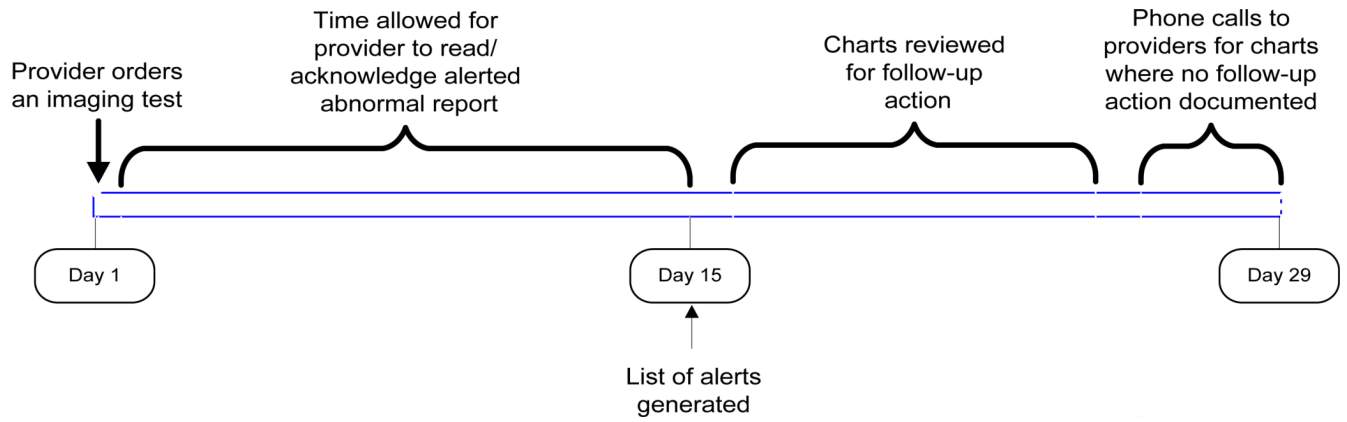 Provider orders
an imaging test
Time allowed for
provider to read/
acknowledge alerted
abnormal report
Charts reviewed
for follow-up
action
Phone calls to
providers for charts
where no follow-up
action documented
Day 1
Day 15
Day 29
List of alerts
generated